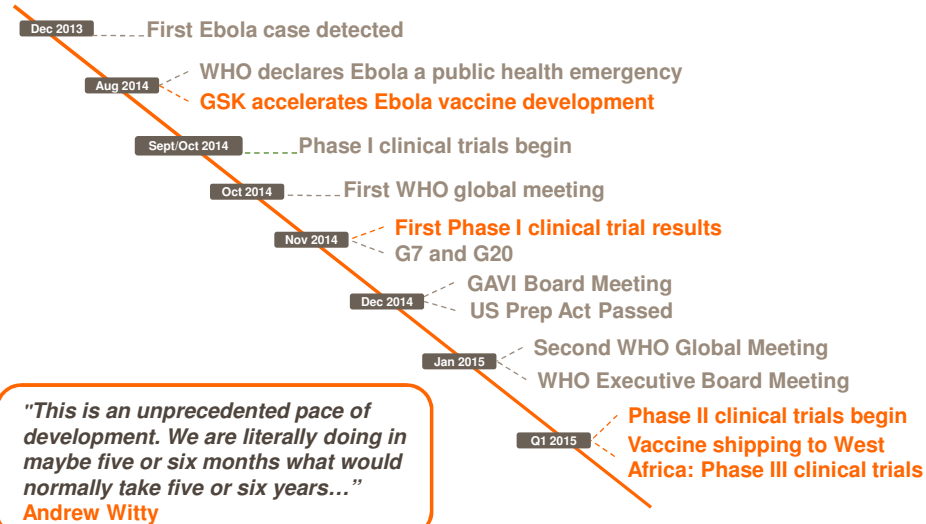 Dec 2013
First Ebola case detected
Aug 2014
WHO declares Ebola a public health emergency
GSK accelerates Ebola vaccine development
Sept/Oct 2014
Phase I clinical trials begin
Oct 2014
First WHO global meeting
Nov 2014
First Phase I clinical trial results
G7 and G20
Dec 2014
GAVI Board Meeting
US Prep Act Passed
Jan 2015
Second WHO Global Meeting
WHO Executive Board Meeting
Q1 2015
Phase II clinical trials begin
Vaccine shipping to West
Africa: Phase III clinical trials
"This is an unprecedented pace of
development. We are literally doing in
maybe five or six months what would
normally take five or six years…”
Andrew Witty